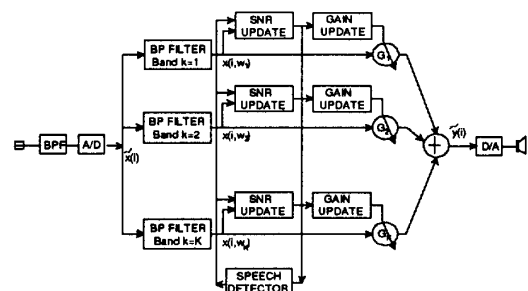 SNR
UPDATE
GAIN
UPDATE
BP FILTER
Band k=1
x(i,w₁)
G₁
SNR
UPDATE
GAIN
UPDATE
BP FILTER
Band k=2
x(i,w₂)
G₂
BPF
A/D
x̃(i)
+
ỹ(i)
D/A
SNR
UPDATE
GAIN
UPDATE
BP FILTER
Band k=K
x(i,wₖ)
SPEECH
DETECTOR